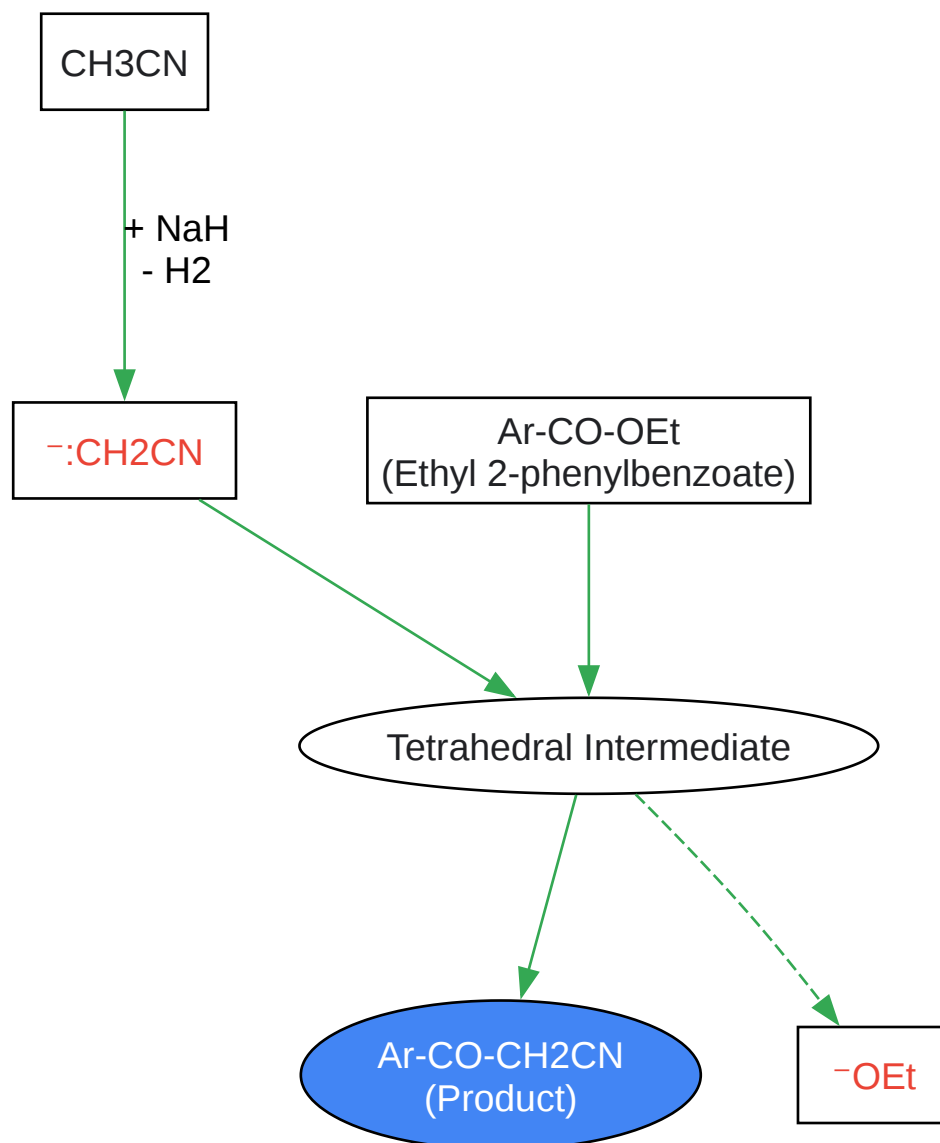 CH3CN
+ NaH
- H2
⁻:CH2CN
Ar-CO-OEt
(Ethyl 2-phenylbenzoate)
Tetrahedral Intermediate
Ar-CO-CH2CN
(Product)
⁻OEt